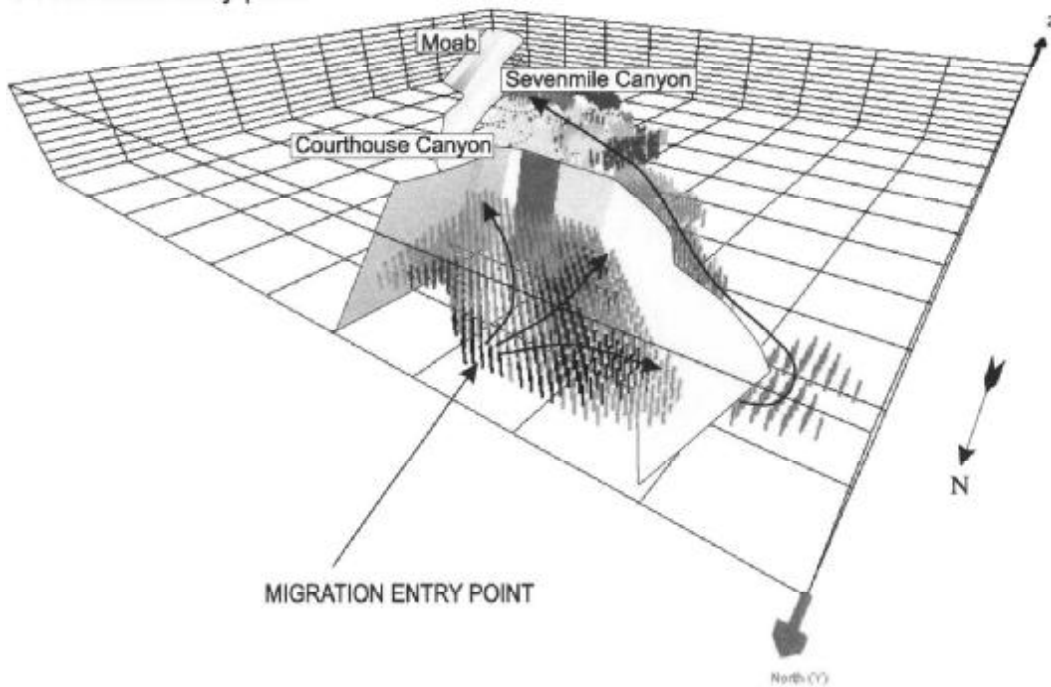 Moab
Sevenmile Canyon
Courthouse Canyon
N
MIGRATION ENTRY POINT
North (Y)